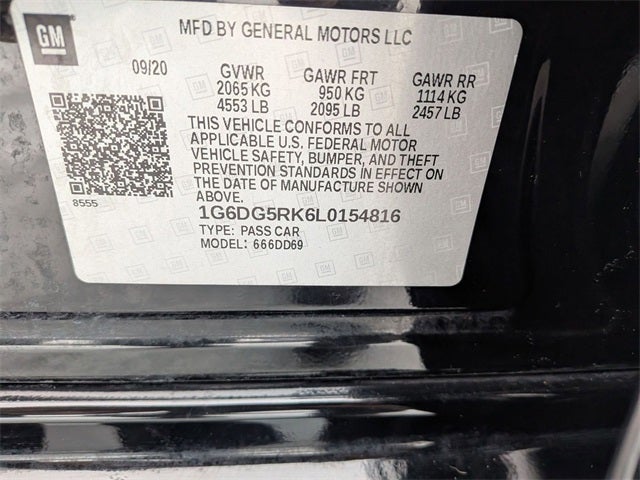 GM
MFD BY GENERAL MOTORS LLC
09/20 GVWR GAWR FRT GAWR RR
2065 KG 950 KG 1114 KG
4553 LB 2095 LB 2457 LB
THIS VEHICLE CONFORMS TO ALL
APPLICABLE U.S. FEDERAL MOTOR
VEHICLE SAFETY, BUMPER, AND THEFT
PREVENTION STANDARDS IN EFFECT ON
THE DATE OF MANUFACTURE SHOWN
ABOVE.
8555
1G6DG5RK6L0154816
TYPE: PASS CAR
MODEL: 666DD69